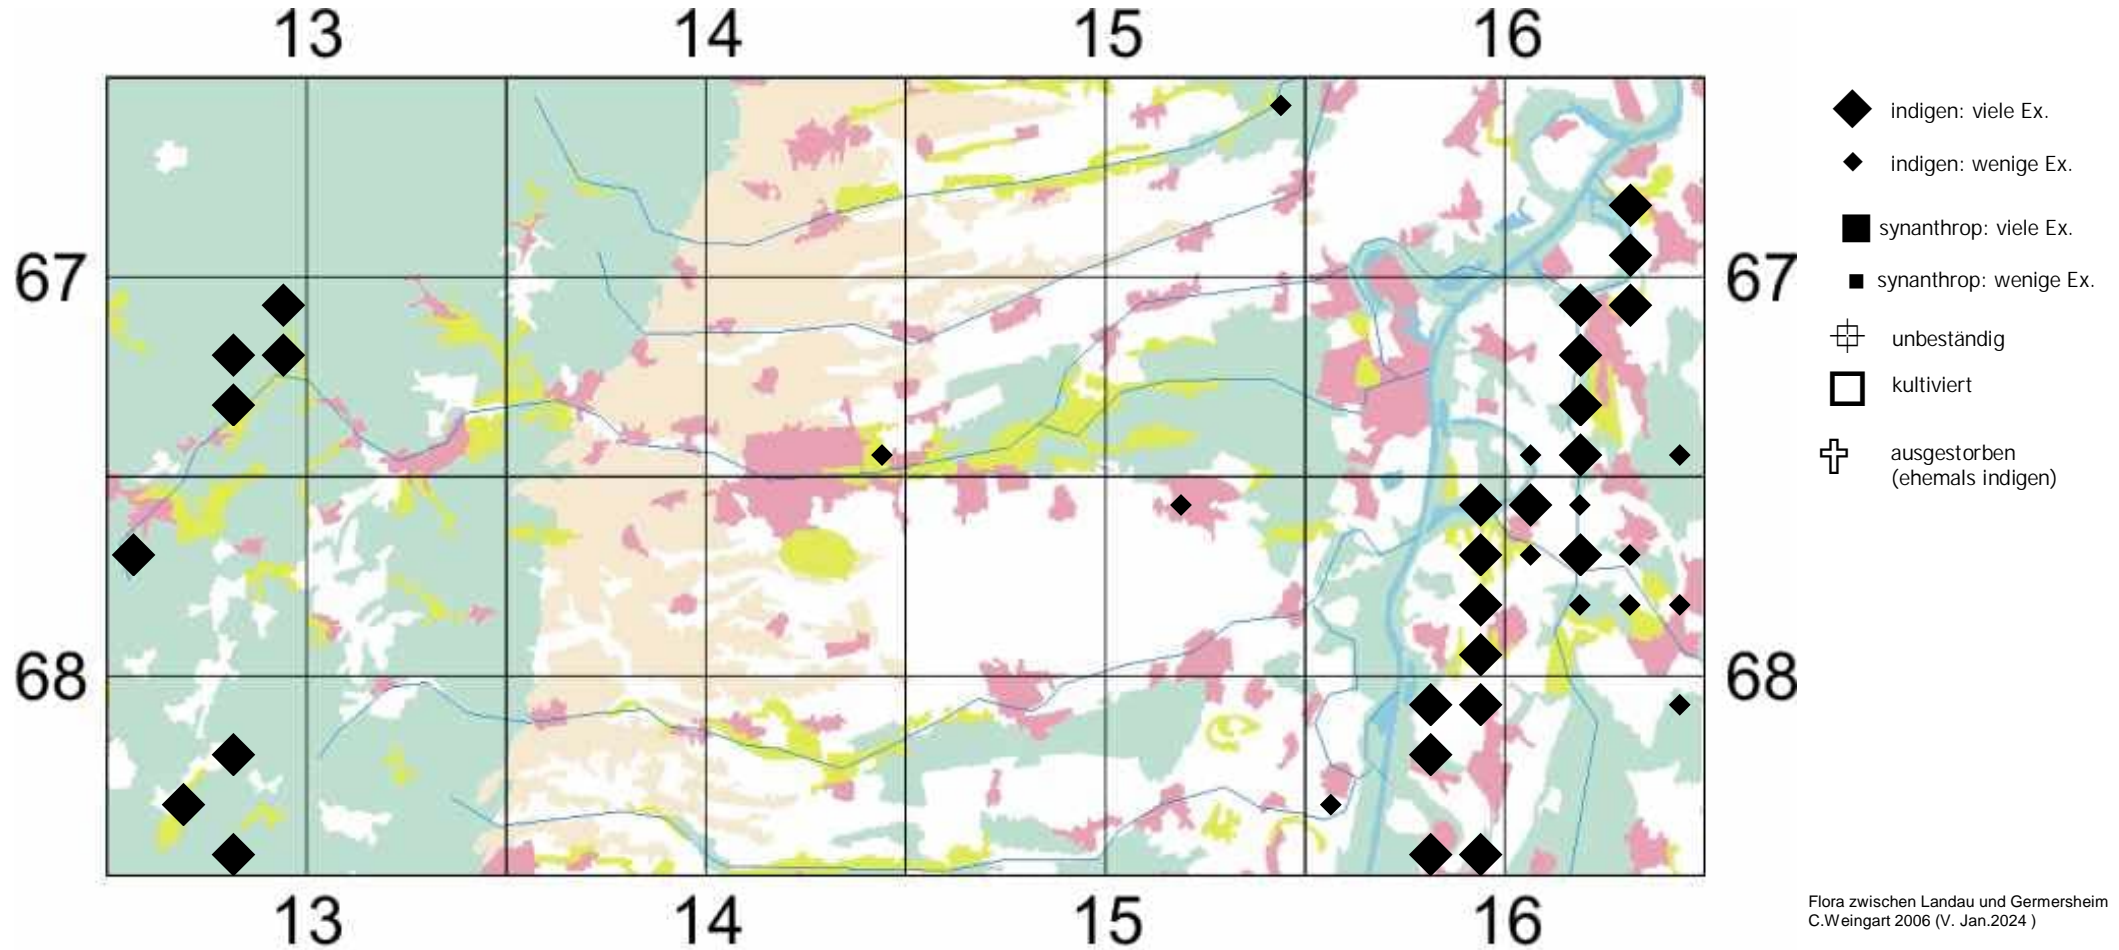 13 14 15 16
67 67
68 68
13 14 15 16
indigen: viele Ex.
indigen: wenige Ex.
synanthrop: viele Ex.
synanthrop: wenige Ex.
unbeständig
kultiviert
ausgestorben
(ehemals indigen)
Flora zwischen Landau und Germersheim
C.Weingart 2006 (V. Jan.2024 )